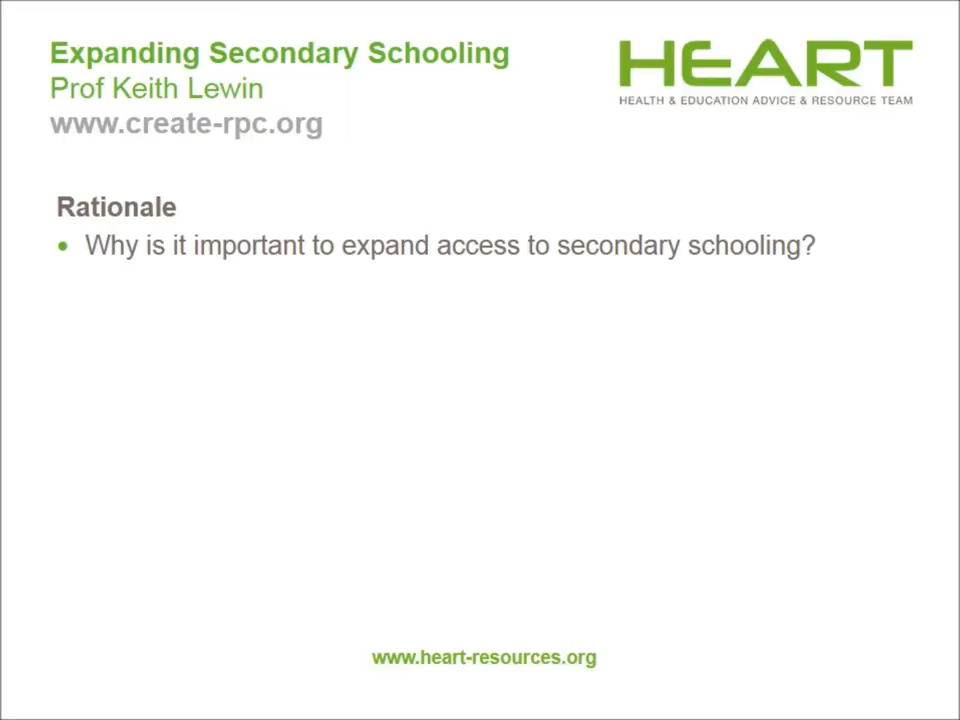 Expanding Secondary Schooling
Prof Keith Lewin
www.create-rpc.org
HEART
HEALTH & EDUCATION ADVICE & RESOURCE TEAM
Rationale
• Why is it important to expand access to secondary schooling?
www.heart-resources.org